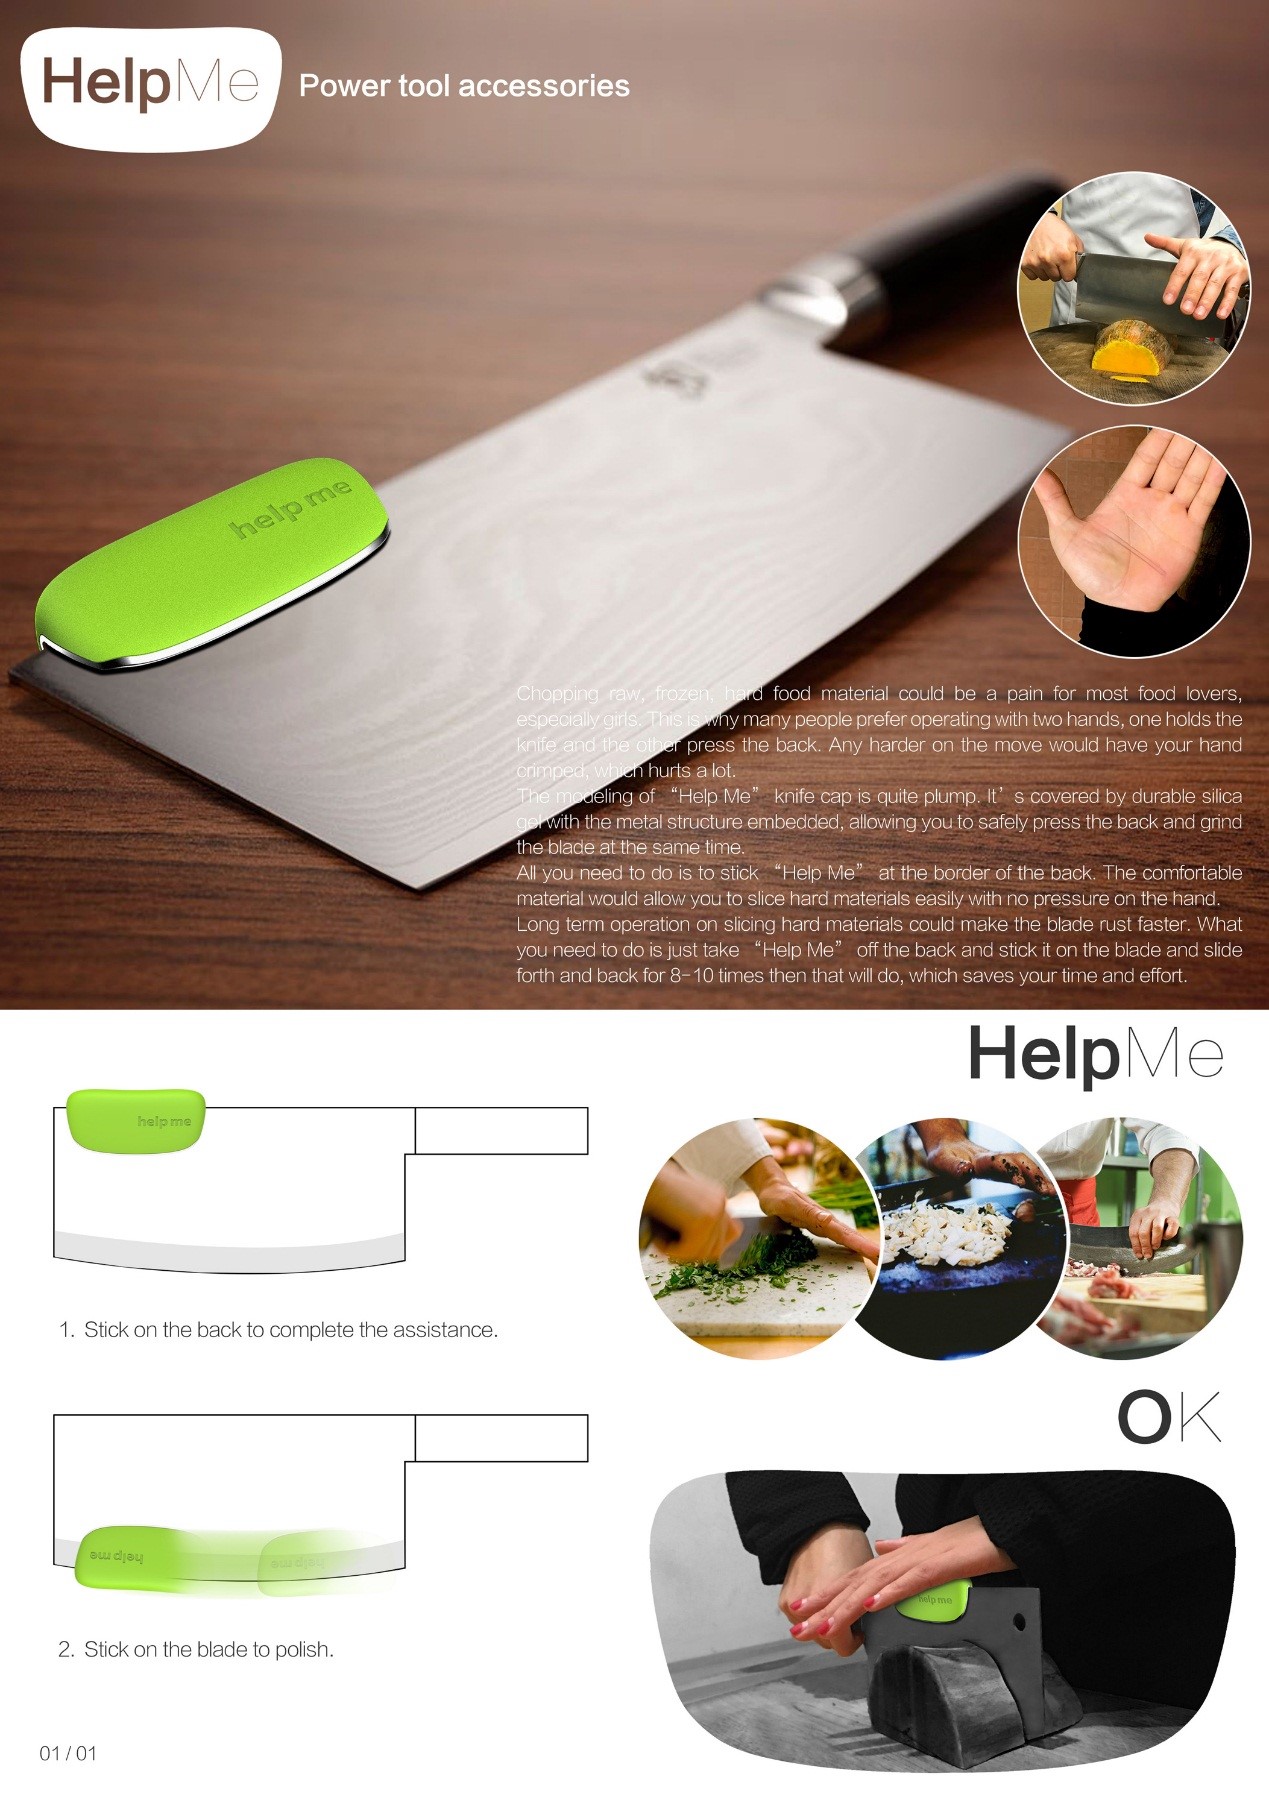 HelpMe Power tool accessories
help me
Chopping raw, frozen, hard food material could be a pain for most food lovers,
especially girls. This is why many people prefer operating with two hands, one holds the
knife and the other press the back. Any harder on the move would have your hand
crimped, which hurts a lot.
The modeling of “Help Me” knife cap is quite plump. It’s covered by durable silica
gel with the metal structure embedded, allowing you to safely press the back and grind
the blade at the same time.
All you need to do is to stick “Help Me” at the border of the back. The comfortable
material would allow you to slice hard materials easily with no pressure on the hand.
Long term operation on slicing hard materials could make the blade rust faster. What
you need to do is just take “Help Me” off the back and stick it on the blade and slide
forth and back for 8-10 times then that will do, which saves your time and effort.
HelpMe
help me
1. Stick on the back to complete the assistance.
OK
help me
help me
help me
2. Stick on the blade to polish.
01 / 01